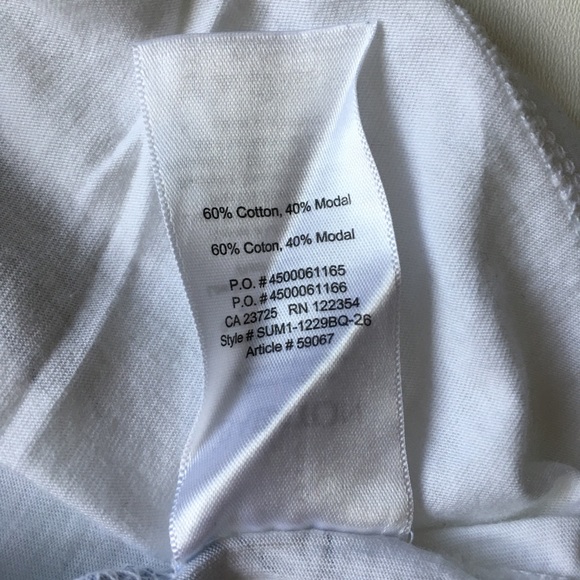 60% Cotton, 40% Modal
60% Coton, 40% Modal
P.O. # 4500061165
P.O. # 4500061166
CA 23725 RN 122354
Style # SUM1-1229BQ-26
Article # 59067